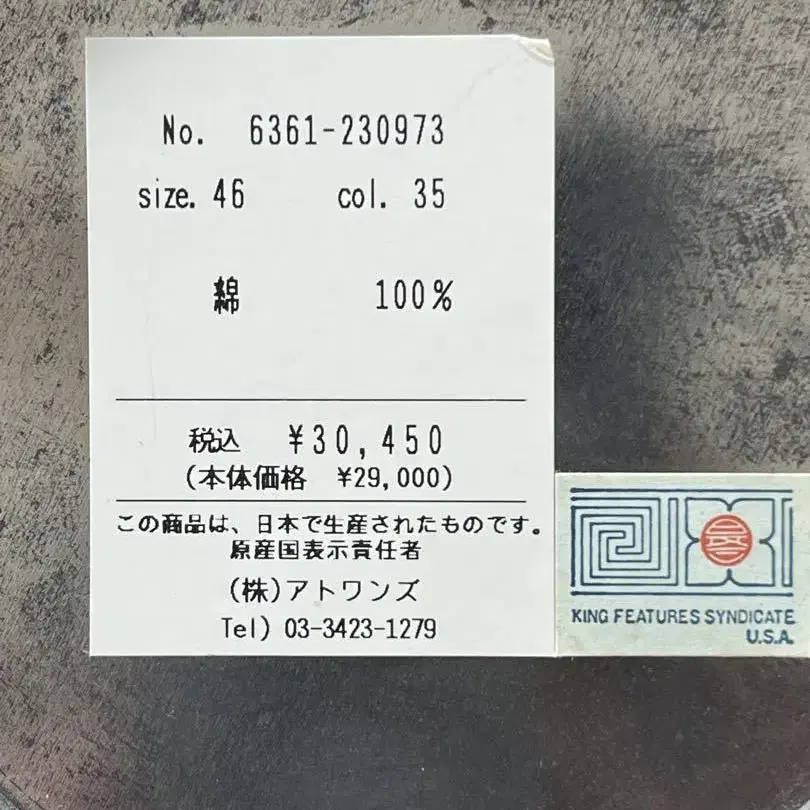 No. 6361-230973
size. 46 col. 35
綿 100%
税込 ¥30,450
(本体価格 ¥29,000)
この商品は、日本で生産されたものです。
原産国表示責任者
(株)アトワンズ
Tel) 03-3423-1279
KING FEATURES SYNDICATE
U.S.A.